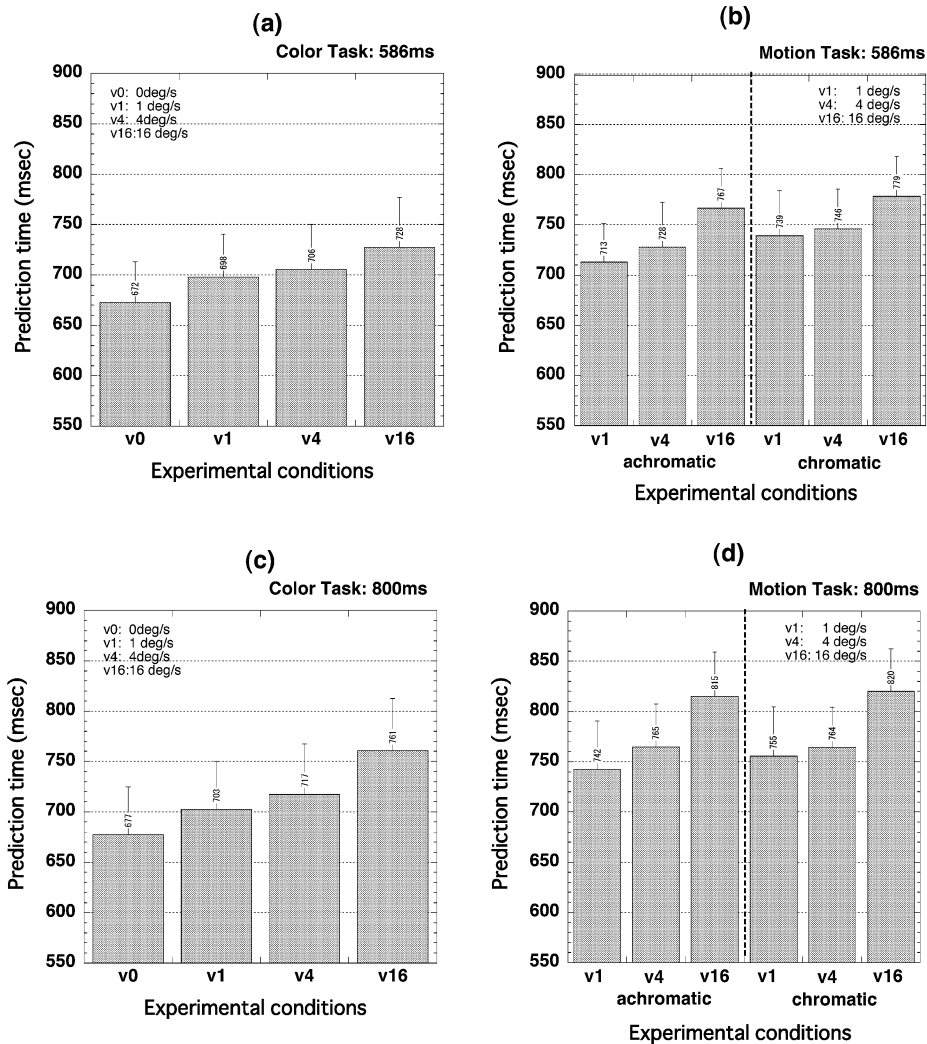 (a)
Color Task: 586ms
900
850
800
750
700
650
600
550
Prediction time (msec)
v0: 0deg/s
v1: 1 deg/s
v4: 4deg/s
v16:16 deg/s
672
698
706
728
v0 v1 v4 v16
Experimental conditions
(b)
Motion Task: 586ms
900
850
800
750
700
650
600
550
Prediction time (msec)
v1: 1 deg/s
v4: 4 deg/s
v16: 16 deg/s
713
728
767
739
746
779
v1 v4 v16 v1 v4 v16
achromatic chromatic
Experimental conditions
(c)
Color Task: 800ms
900
850
800
750
700
650
600
550
Prediction time (msec)
v0: 0deg/s
v1: 1 deg/s
v4: 4deg/s
v16:16 deg/s
677
703
717
761
v0 v1 v4 v16
Experimental conditions
(d)
Motion Task: 800ms
900
850
800
750
700
650
600
550
Prediction time (msec)
v1: 1 deg/s
v4: 4 deg/s
v16: 16 deg/s
742
765
815
755
764
820
v1 v4 v16 v1 v4 v16
achromatic chromatic
Experimental conditions